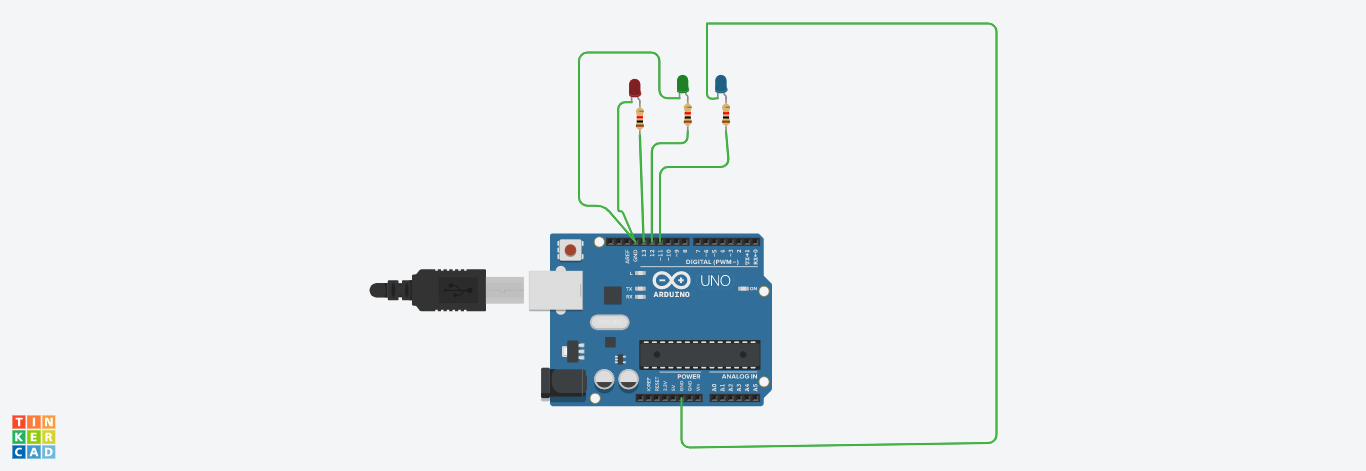 AREF
GND
13
12
~11
~10
~9
8
7
~6
~5
4
~3
2
TX→1
RX←0
DIGITAL (PWM~)
L
TX
RX
UNO
ARDUINO
ON
POWER
ANALOG IN
IOREF
RESET
3.3V
5V
GND
GND
Vin
A0
A1
A2
A3
A4
A5
TIN
KER
CAD